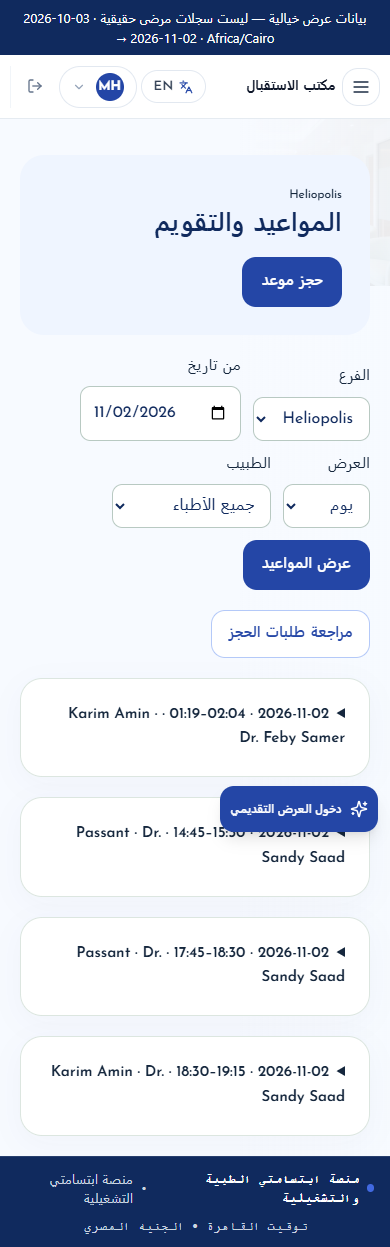 بيانات عرض خيالية — ليست سجلات مرضى حقيقية · 2026-10-03
→ 2026-11-02 · Africa/Cairo
مكتب الاستقبال
EN
MH
Heliopolis
المواعيد والتقويم
حجز موعد
الفرع
من تاريخ
Heliopolis
11/02/2026
العرض
الطبيب
يوم
جميع الأطباء
عرض المواعيد
مراجعة طلبات الحجز
2026-11-02 · 01:19–02:04 · Karim Amin ·
Dr. Feby Samer
دخول العرض التقديمي
2026-11-02 · 14:45–15:30 · Passant · Dr.
Sandy Saad
2026-11-02 · 17:45–18:30 · Passant · Dr.
Sandy Saad
2026-11-02 · 18:30–19:15 · Karim Amin · Dr.
Sandy Saad
منصة ابتسامتي الطبية
والتشغيلية
• منصة ابتسامتي
التشغيلية
توقيت القاهرة • الجنيه المصري